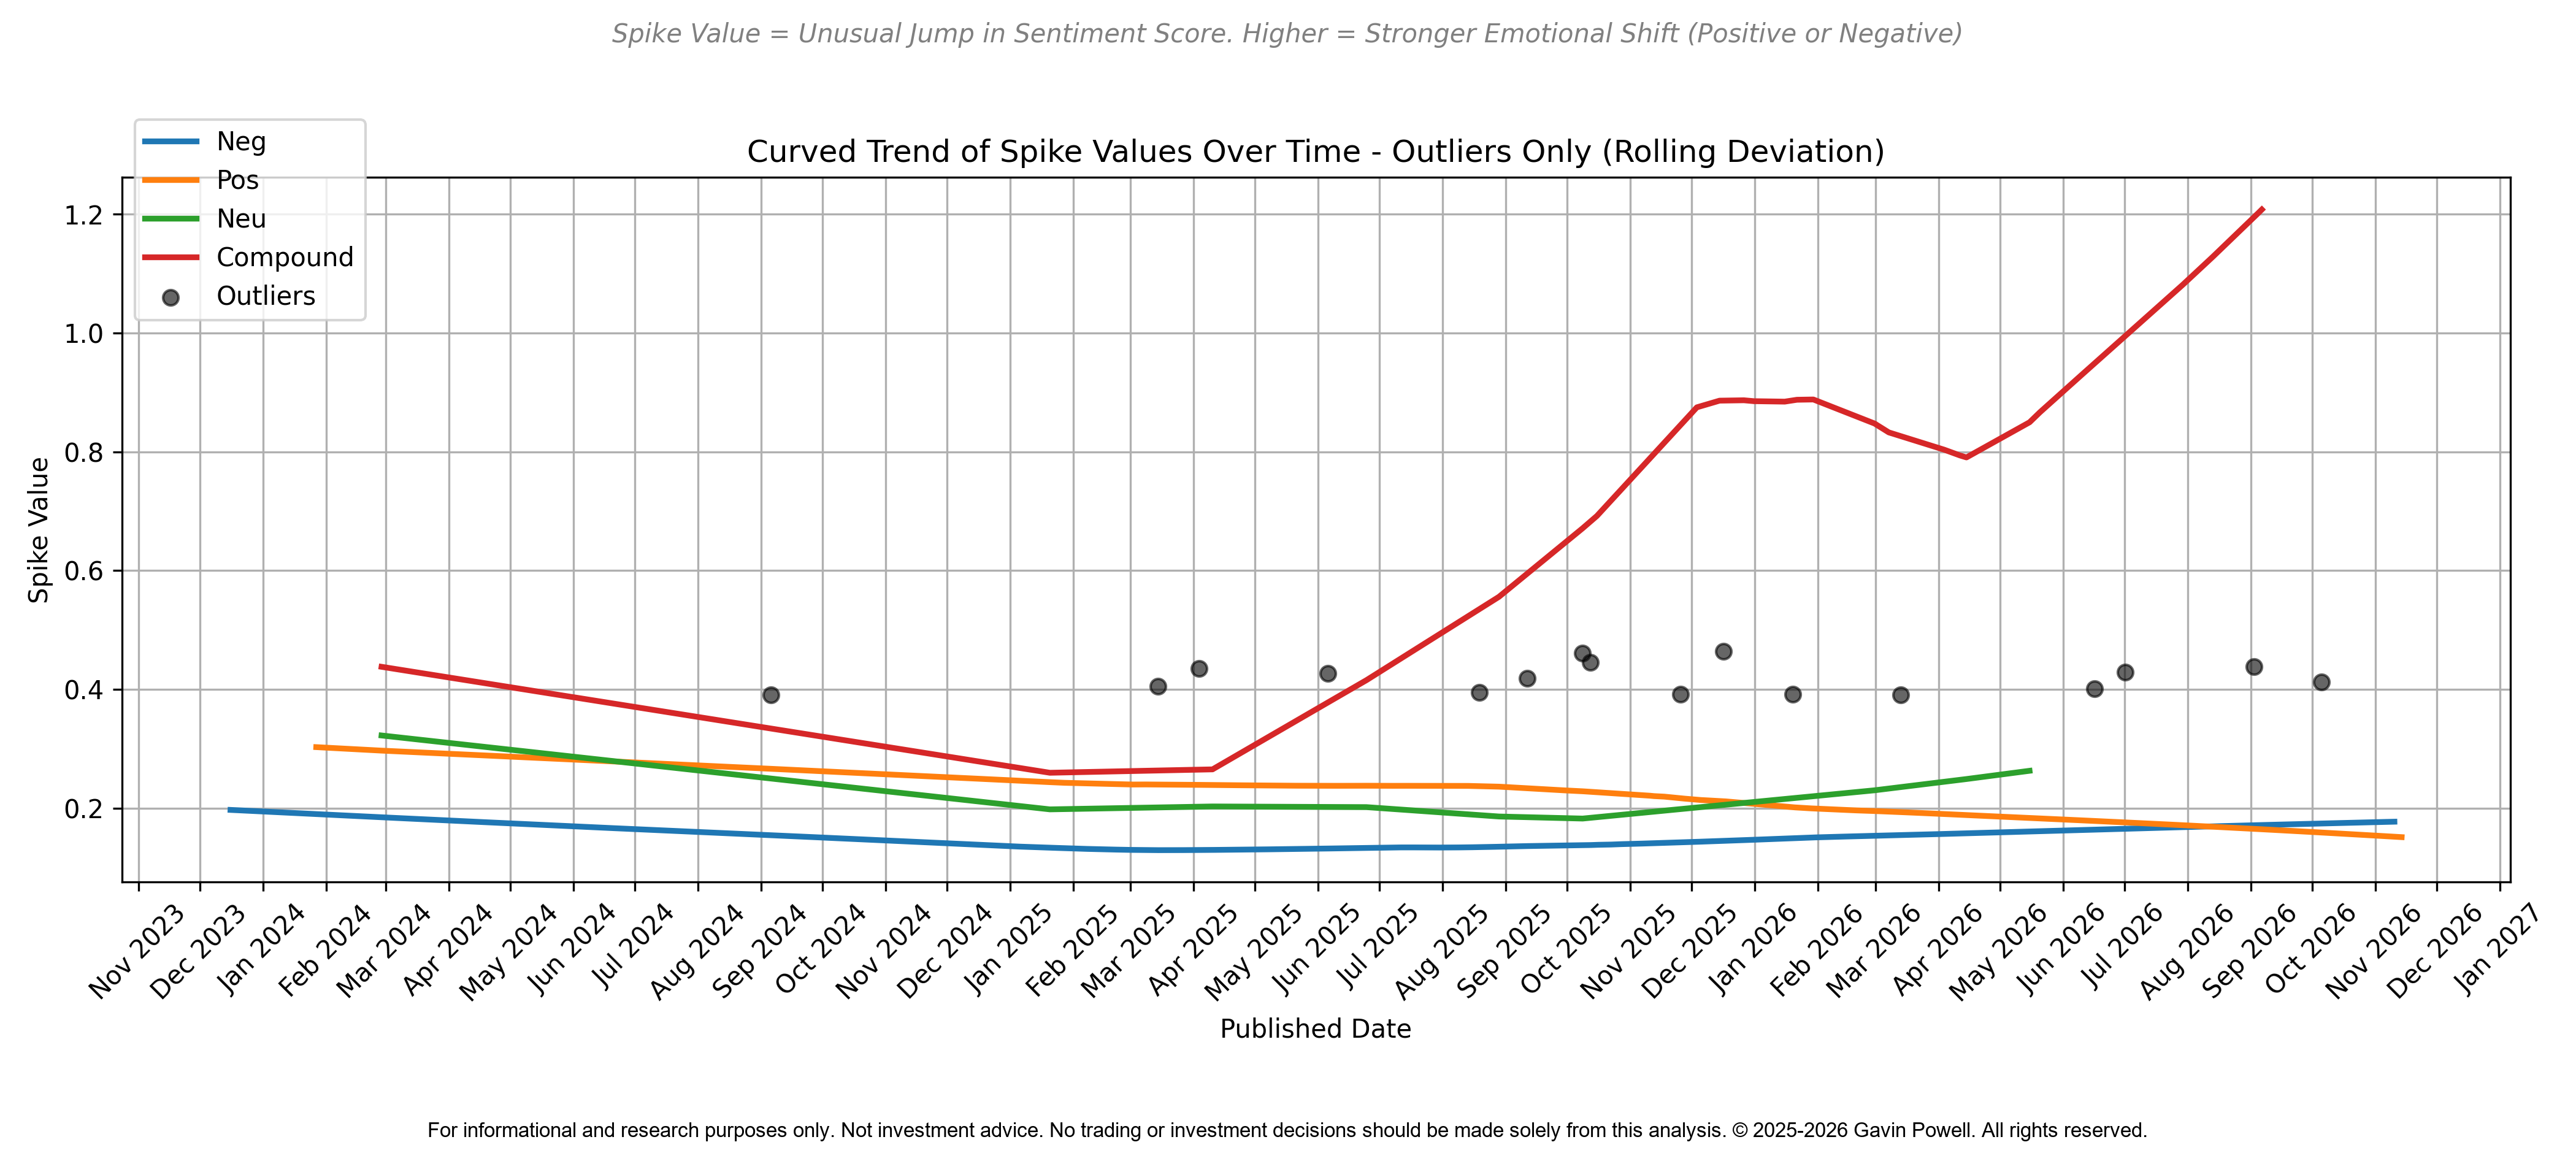 Spike Value = Unusual Jump in Sentiment Score. Higher = Stronger Emotional Shift (Positive or Negative)
Curved Trend of Spike Values Over Time - Outliers Only (Rolling Deviation)
Neg
Pos
Neu
Compound
Outliers
Spike Value
1.2
1.0
0.8
0.6
0.4
0.2
Nov 2023
Dec 2023
Jan 2024
Feb 2024
Mar 2024
Apr 2024
May 2024
Jun 2024
Jul 2024
Aug 2024
Sep 2024
Oct 2024
Nov 2024
Dec 2024
Jan 2025
Feb 2025
Mar 2025
Apr 2025
May 2025
Jun 2025
Jul 2025
Aug 2025
Sep 2025
Oct 2025
Nov 2025
Dec 2025
Jan 2026
Feb 2026
Mar 2026
Apr 2026
May 2026
Jun 2026
Jul 2026
Aug 2026
Sep 2026
Oct 2026
Nov 2026
Dec 2026
Jan 2027
Published Date
For informational and research purposes only. Not investment advice. No trading or investment decisions should be made solely from this analysis. © 2025-2026 Gavin Powell. All rights reserved.